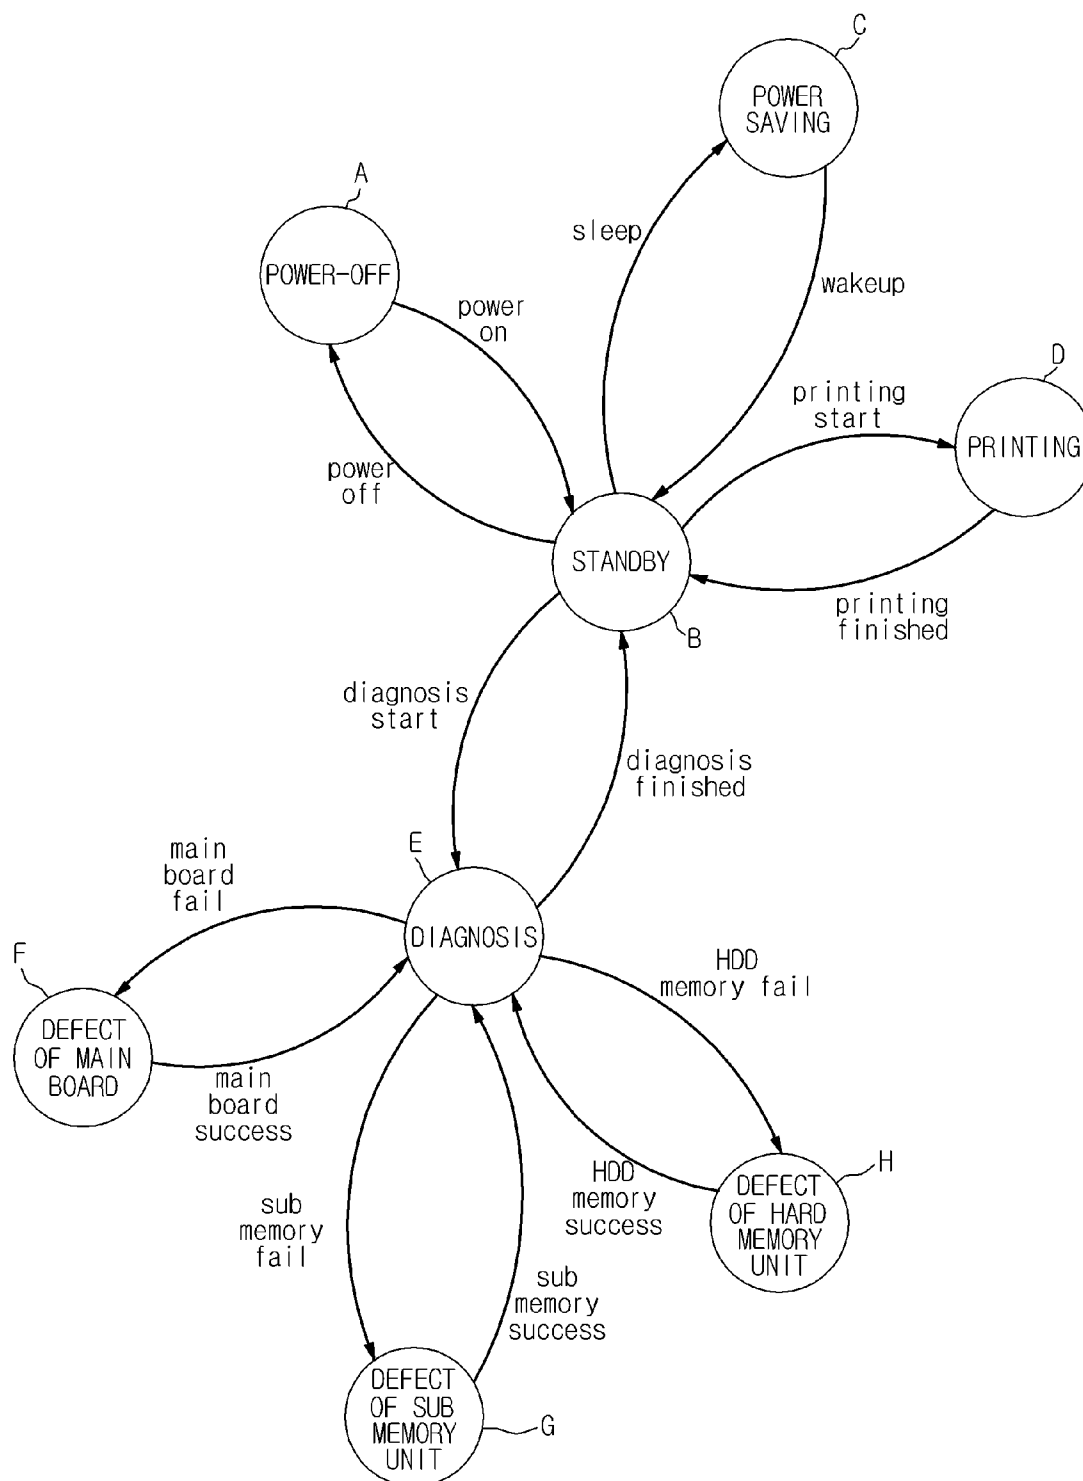 C
POWER
SAVING
A
POWER-OFF
sleep
wakeup
power
on
D
printing
start
PRINTING
power
off
STANDBY
printing
finished
B
diagnosis
start
diagnosis
finished
E
main
board
fail
DIAGNOSIS
F
HDD
memory fail
DEFECT
OF MAIN
BOARD
main
board
success
HDD
memory
success
H
DEFECT
OF HARD
MEMORY
UNIT
sub
memory
fail
sub
memory
success
DEFECT
OF SUB
MEMORY
UNIT
G